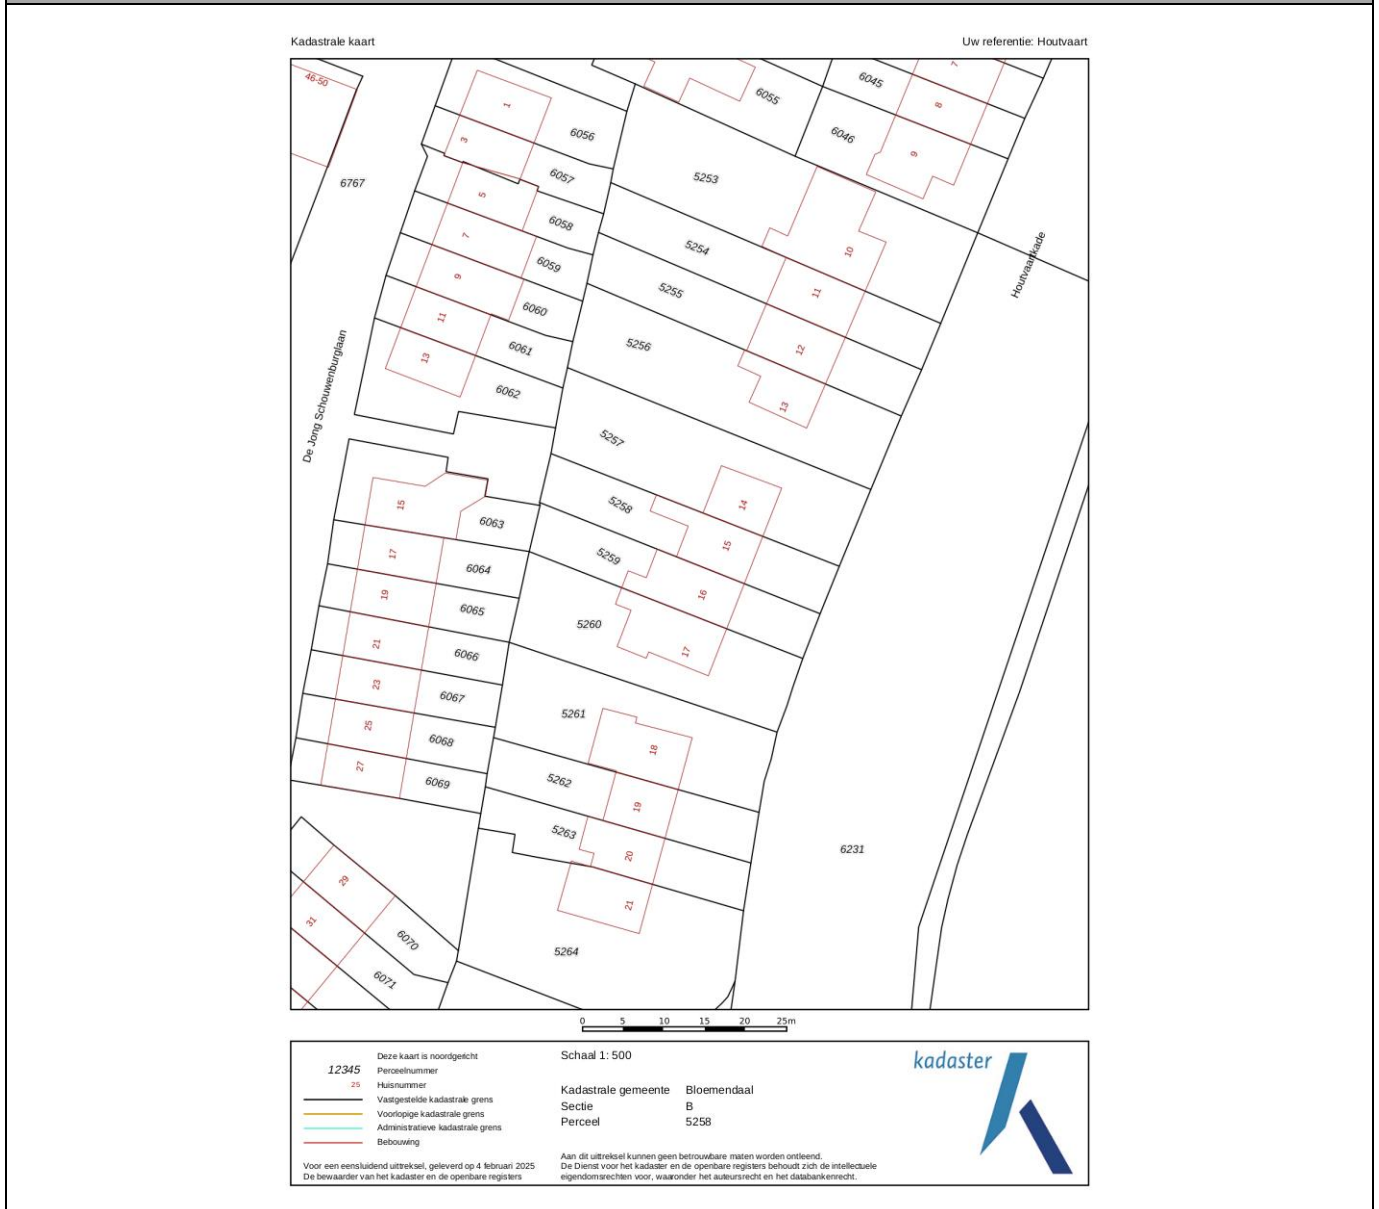 Kadastrale kaart
Uw referentie: Houtvaart
46-50
6767
1
3
5
7
9
11
13
6056
6057
6058
6059
6060
6061
6062
De Jong Schouwenburglaan
6055
6045
6046
7
8
9
5253
5254
5255
5256
5257
5258
5259
5260
10
11
12
13
14
15
16
17
Houtvaartkade
15
17
19
21
23
25
27
6063
6064
6065
6066
6067
6068
6069
5261
5262
5263
5264
18
19
20
21
6231
29
31
6070
6071
0 5 10 15 20 25m
Deze kaart is noordgericht
12345 Perceelnummer
25 Huisnummer
Vastgestelde kadastrale grens
Voorlopige kadastrale grens
Administratieve kadastrale grens
Bebouwing
Voor een eensluidend uittreksel, geleverd op 4 februari 2025
De bewaarder van het kadaster en de openbare registers
Schaal 1: 500
Kadastrale gemeente Bloemendaal
Sectie B
Perceel 5258
Aan dit uittreksel kunnen geen betrouwbare maten worden ontleend.
De Dienst voor het kadaster en de openbare registers behoudt zich de intellectuele
eigendomsrechten voor, waaronder het auteursrecht en het databankenrecht.
kadaster